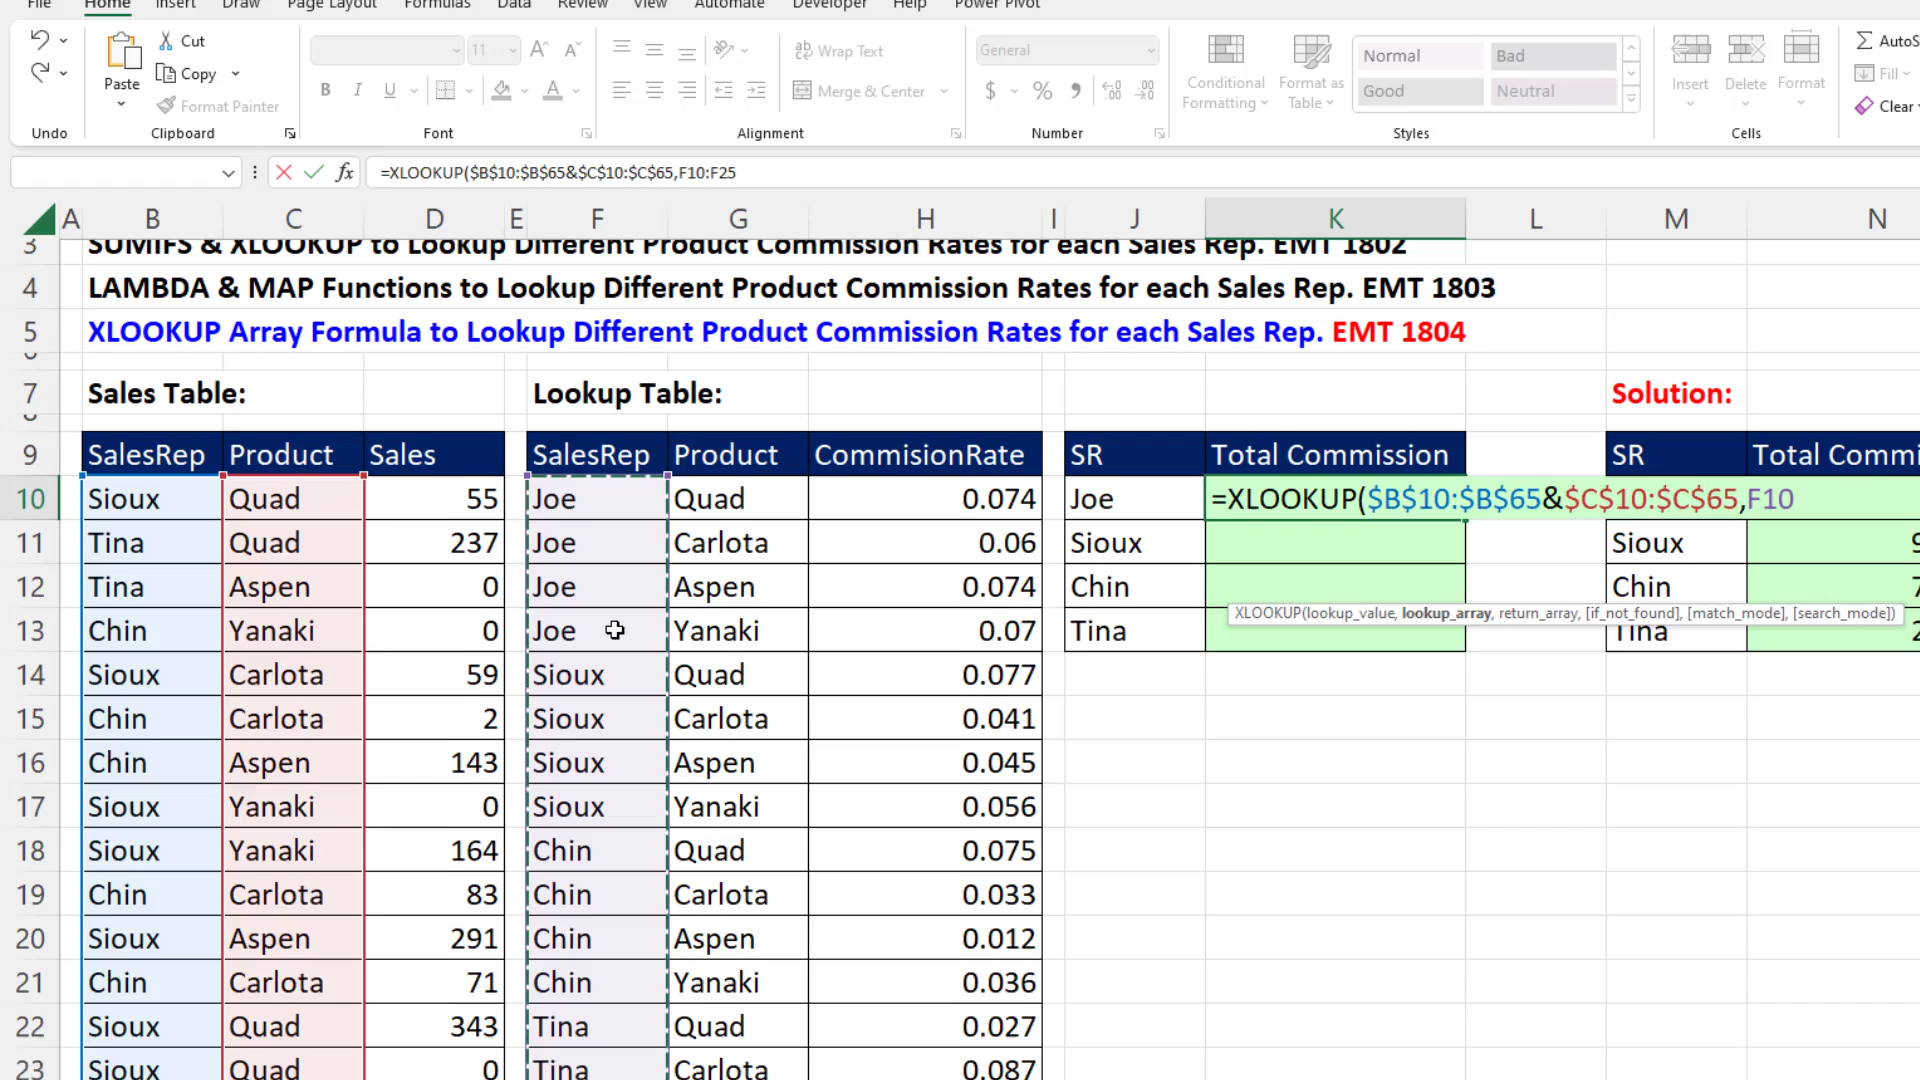 File Home Insert Draw Page Layout Formulas Data Review View Automate Developer Help Power Pivot
Cut
Copy
Format Painter
Paste
11
Wrap Text
Merge & Center
General
Conditional Formatting
Format as Table
Normal Bad
Good Neutral
Insert Delete Format
Fill
Clear
Undo Clipboard Font Alignment Number Styles Cells
=XLOOKUP($B$10:$B$65&$C$10:$C$65,F10:F25
A B C D E F G H I J K L M N
3 SUMIFS & XLOOKUP to Lookup Different Product Commission Rates for each Sales Rep. EMT 1802
4 LAMBDA & MAP Functions to Lookup Different Product Commission Rates for each Sales Rep. EMT 1803
5 XLOOKUP Array Formula to Lookup Different Product Commission Rates for each Sales Rep. EMT 1804
7 Sales Table: Lookup Table: Solution:
9 SalesRep Product Sales SalesRep Product CommisionRate SR Total Commission SR
10 Sioux Quad 55 Joe Quad 0.074 Joe =XLOOKUP($B$10:$B$65&$C$10:$C$65,F10
11 Tina Quad 237 Joe Carlota 0.06 Sioux Sioux
12 Tina Aspen 0 Joe Aspen 0.074 Chin Chin
XLOOKUP(lookup_value, lookup_array, return_array, [if_not_found], [match_mode], [search_mode])
13 Chin Yanaki 0 Joe Yanaki 0.07 Tina Tina
14 Sioux Carlota 59 Sioux Quad 0.077
15 Chin Carlota 2 Sioux Carlota 0.041
16 Chin Aspen 143 Sioux Aspen 0.045
17 Sioux Yanaki 0 Sioux Yanaki 0.056
18 Sioux Yanaki 164 Chin Quad 0.075
19 Chin Carlota 83 Chin Carlota 0.033
20 Sioux Aspen 291 Chin Aspen 0.012
21 Chin Carlota 71 Chin Yanaki 0.036
22 Sioux Quad 343 Tina Quad 0.027
23 Sioux Quad 0 Tina Carlota 0.087